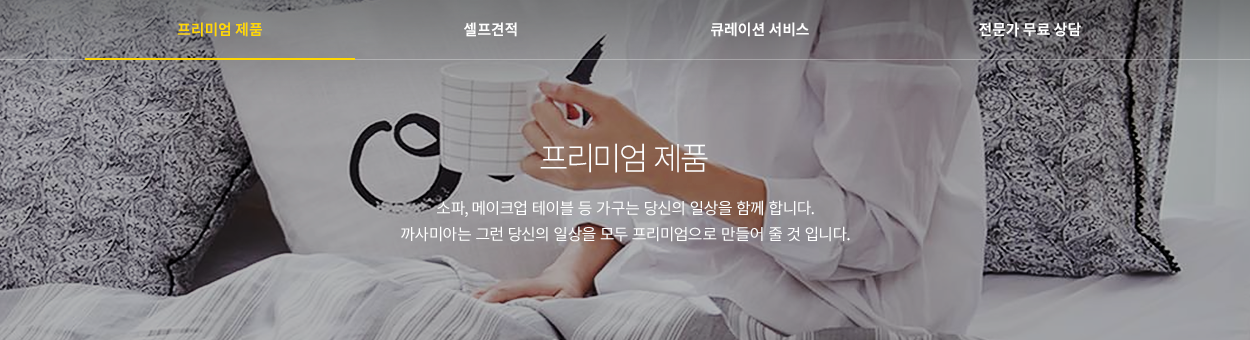 프리미엄 제품
셀프견적
큐레이션 서비스
전문가 무료 상담
프리미엄 제품
소파, 메이크업 테이블 등 가구는 당신의 일상을 함께 합니다.
까사미아는 그런 당신의 일상을 모두 프리미엄으로 만들어 줄 것 입니다.